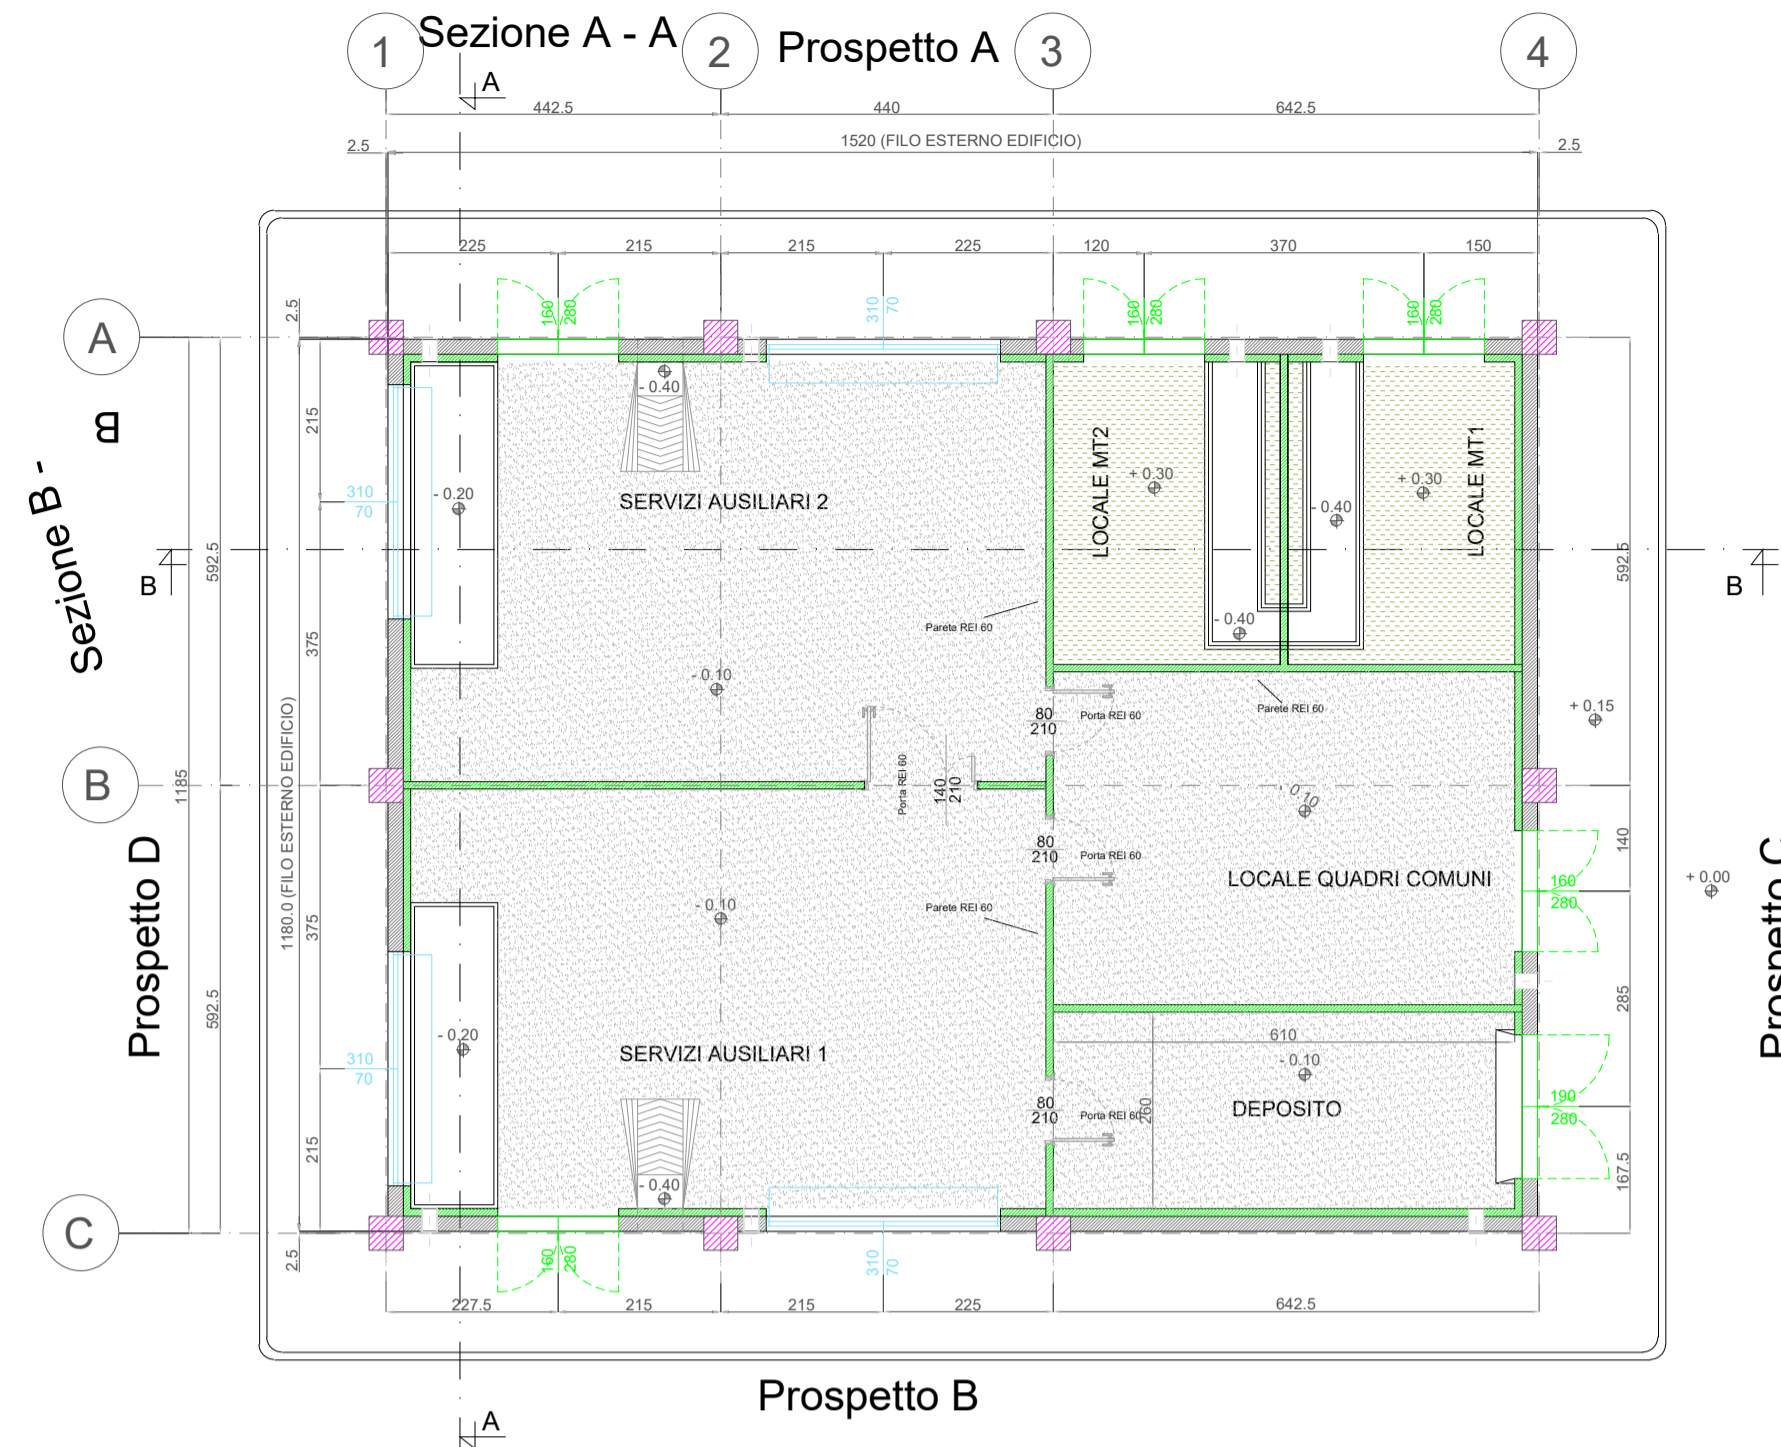 1
Sezione A - A
2
Prospetto A
3
4
A
442.5
440
642.5
2.5
1520 (FILO ESTERNO EDIFICIO)
2.5
225
215
215
225
120
370
150
2.5
160
280
310
70
160
280
160
280
A
- 0.40
215
B
Sezione B -
310
70
- 0.20
SERVIZI AUSILIARI 2
LOCALE MT2
+ 0.30
- 0.40
+ 0.30
LOCALE MT1
B
592.5
592.5
B
375
Parete REI 60
- 0.40
- 0.10
80
210
Porta REI 60
Parete REI 60
+ 0.15
1180.0 (FILO ESTERNO EDIFICIO)
B
1185
Porta REI 60
140
210
- 0.10
80
210
Porta REI 60
140
Prospetto D
LOCALE QUADRI COMUNI
160
280
+ 0.00
Prospetto C
375
- 0.10
Parete REI 60
592.5
285
- 0.20
610
310
70
SERVIZI AUSILIARI 1
- 0.10
80
210
Porta REI 60
260
DEPOSITO
190
280
215
167.5
- 0.40
C
2.5
160
280
310
70
227.5
215
215
225
642.5
Prospetto B
A